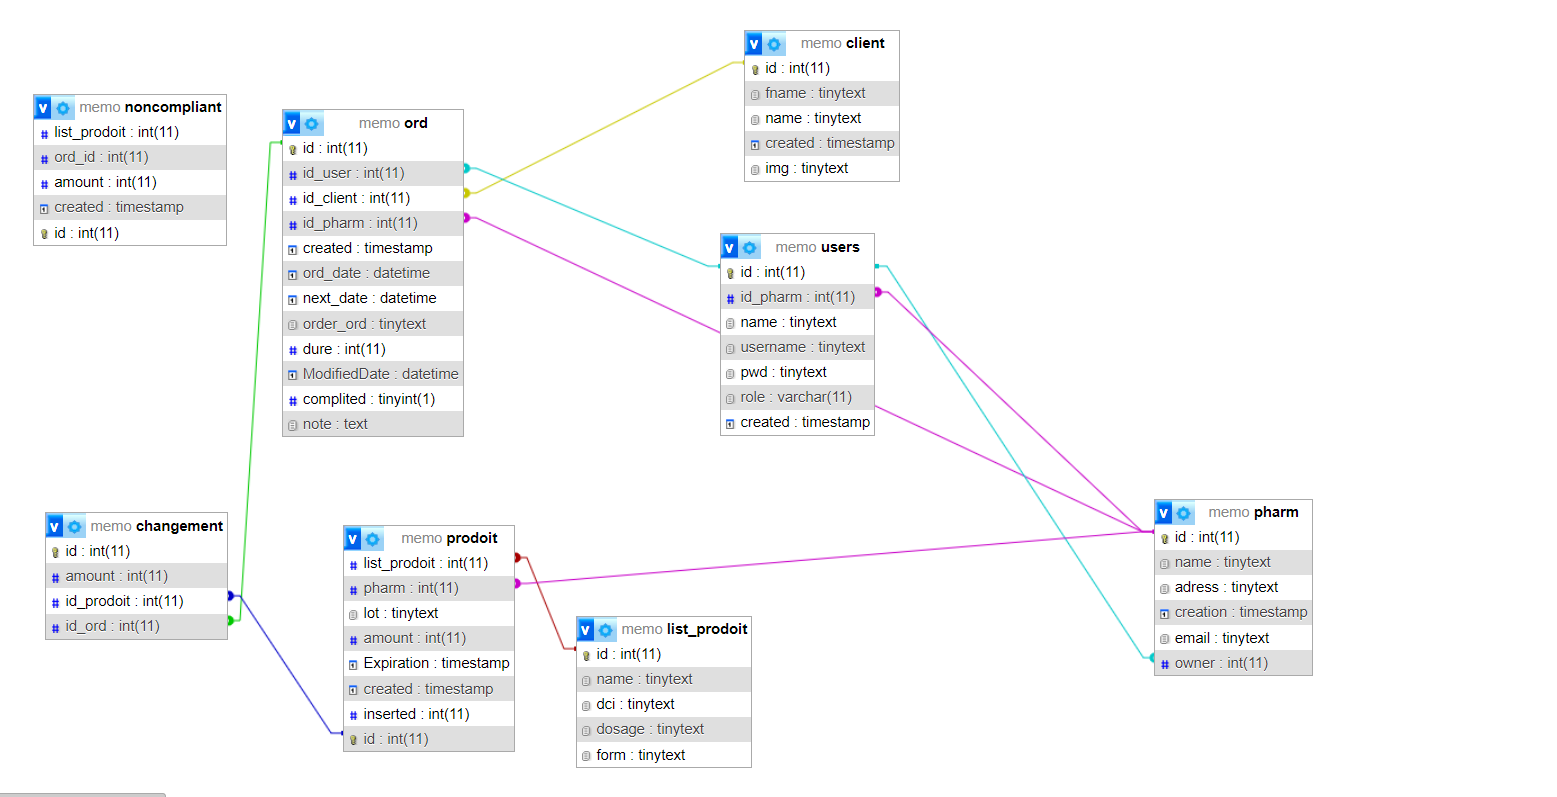 v memo noncompliant
# list_prodoit : int(11)
# ord_id : int(11)
# amount : int(11)
created : timestamp
id : int(11)
v memo ord
id : int(11)
# id_user : int(11)
# id_client : int(11)
# id_pharm : int(11)
created : timestamp
ord_date : datetime
next_date : datetime
order_ord : tinytext
# dure : int(11)
ModifiedDate : datetime
# complited : tinyint(1)
note : text
v memo client
id : int(11)
fname : tinytext
name : tinytext
created : timestamp
img : tinytext
v memo users
id : int(11)
# id_pharm : int(11)
name : tinytext
username : tinytext
pwd : tinytext
role : varchar(11)
created : timestamp
v memo changement
id : int(11)
# amount : int(11)
# id_prodoit : int(11)
# id_ord : int(11)
v memo prodoit
# list_prodoit : int(11)
# pharm : int(11)
lot : tinytext
# amount : int(11)
Expiration : timestamp
created : timestamp
# inserted : int(11)
id : int(11)
v memo list_prodoit
id : int(11)
name : tinytext
dci : tinytext
dosage : tinytext
form : tinytext
v memo pharm
id : int(11)
name : tinytext
adress : tinytext
creation : timestamp
email : tinytext
# owner : int(11)